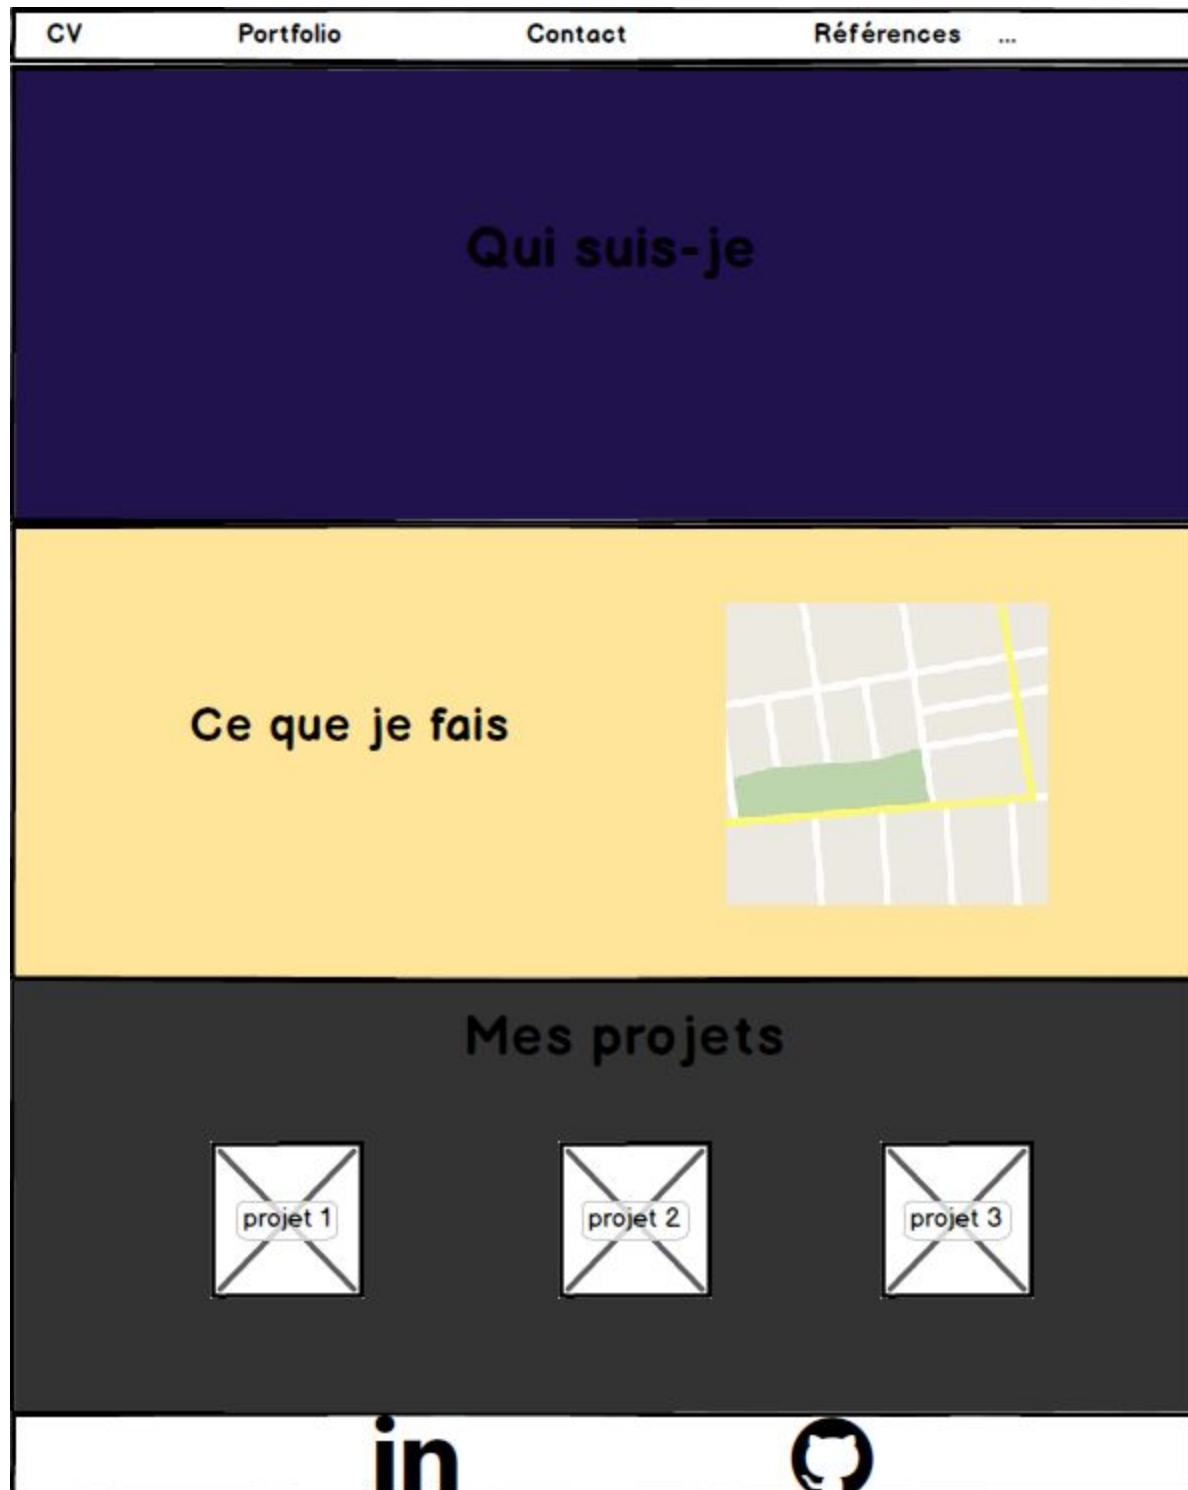 CV Portfolio Contact Références ...
Qui suis-je
Ce que je fais
Mes projets
projet 1 projet 2 projet 3
in